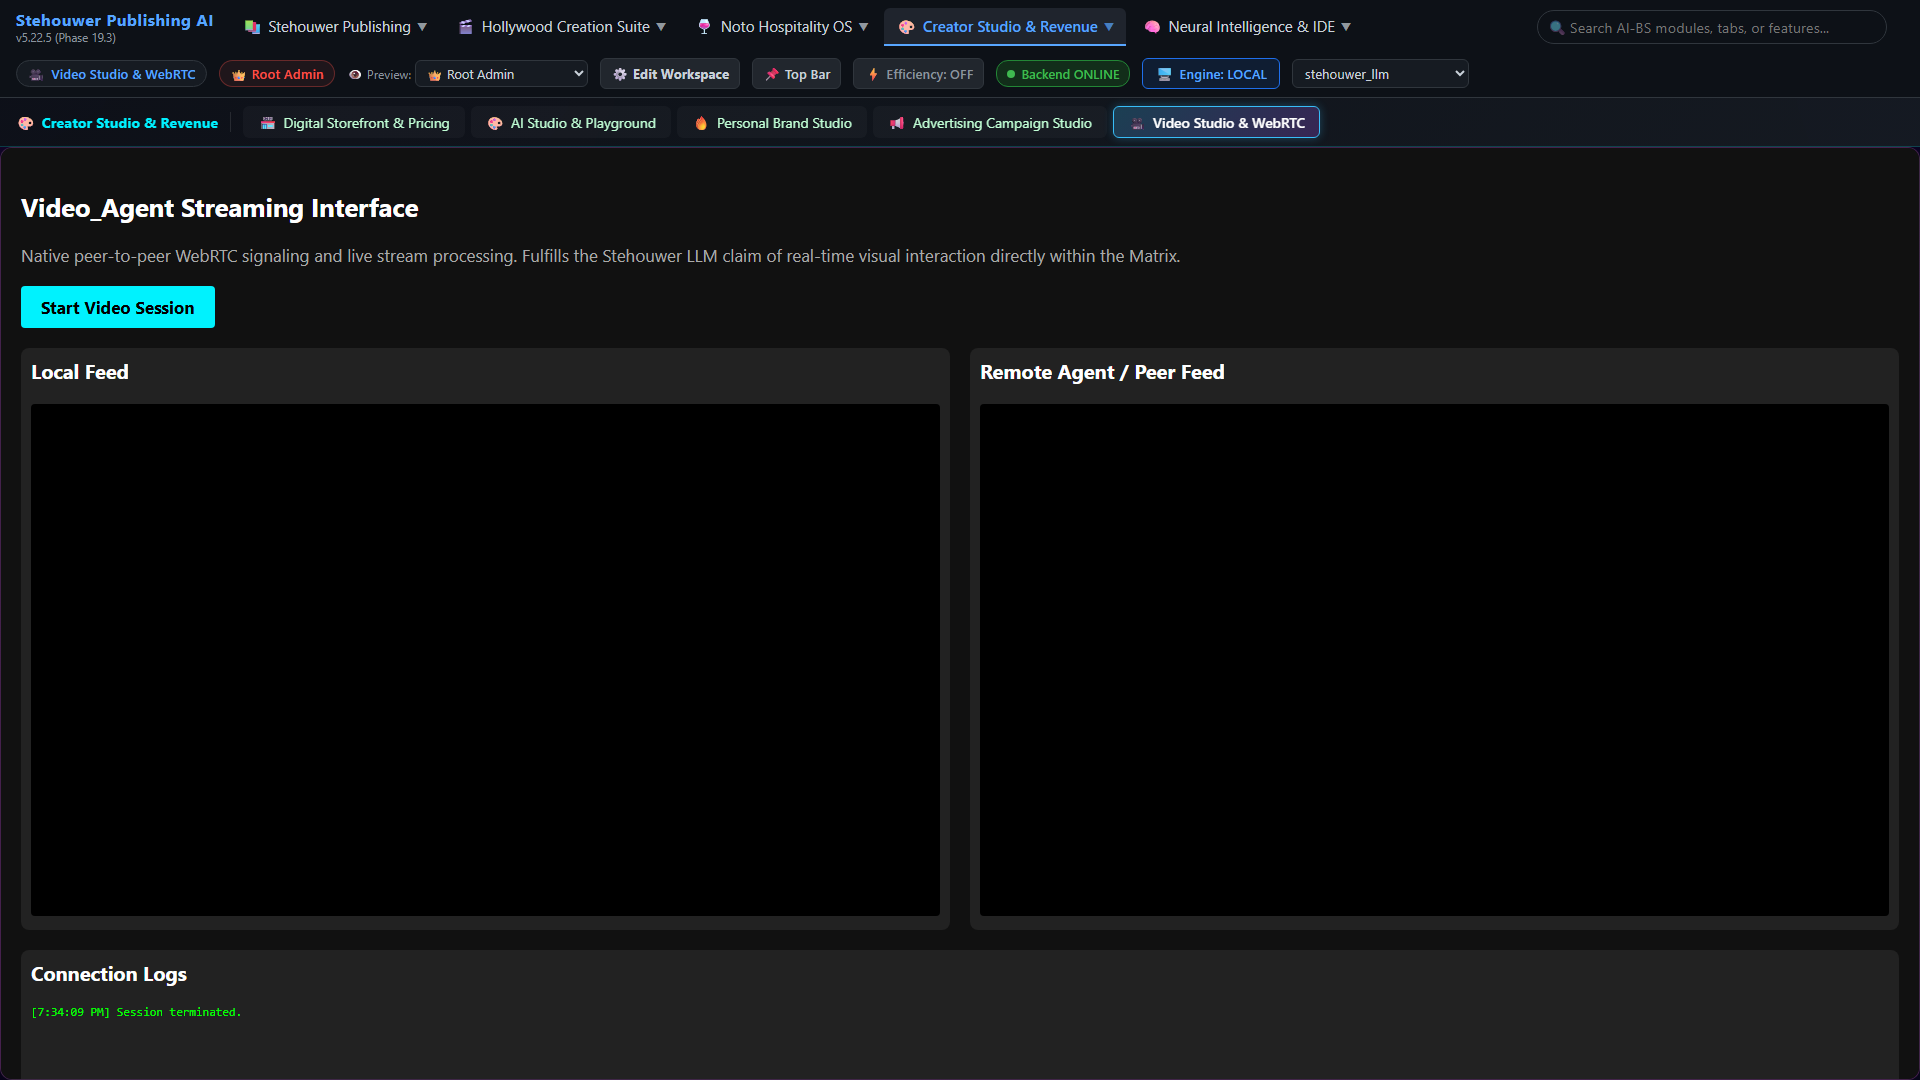 Stehouwer Publishing AI
v5.22.5 (Phase 19.3)
Stehouwer Publishing ▼
Hollywood Creation Suite ▼
Noto Hospitality OS ▼
Creator Studio & Revenue ▼
Neural Intelligence & IDE ▼
Search AI-BS modules, tabs, or features...
Video Studio & WebRTC
Root Admin
Preview:
Root Admin
Edit Workspace
Top Bar
Efficiency: OFF
Backend ONLINE
Engine: LOCAL
stehouwer_llm
Creator Studio & Revenue
Digital Storefront & Pricing
AI Studio & Playground
Personal Brand Studio
Advertising Campaign Studio
Video Studio & WebRTC
Video_Agent Streaming Interface
Native peer-to-peer WebRTC signaling and live stream processing. Fulfills the Stehouwer LLM claim of real-time visual interaction directly within the Matrix.
Start Video Session
Local Feed
Remote Agent / Peer Feed
Connection Logs
[7:34:09 PM] Session terminated.